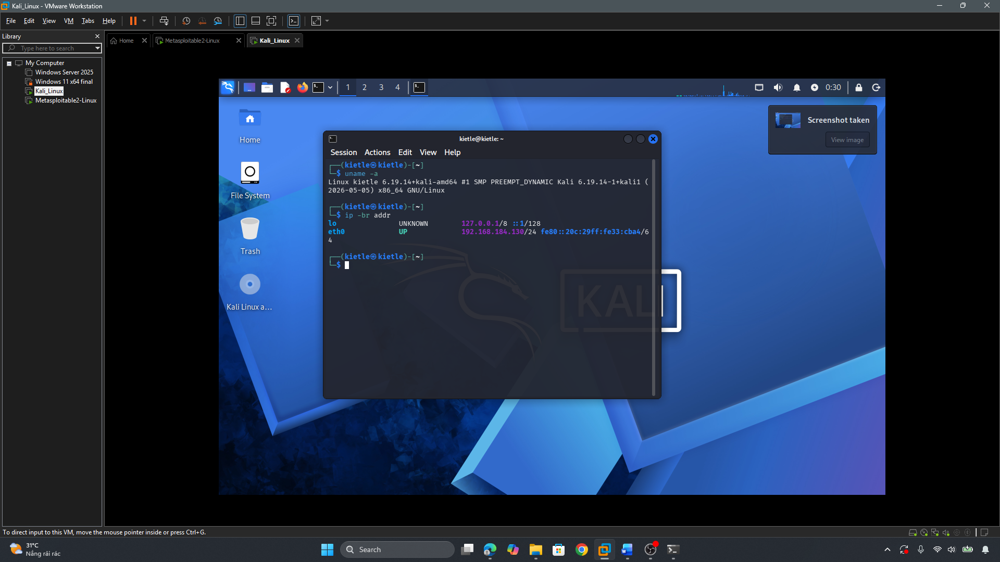 Kali_Linux - VMware Workstation
File Edit View VM Tabs Help
Library
Type here to search
My Computer
Windows Server 2025
Windows 11 x64 final
Kali_Linux
Metasploitable2-Linux
Home
Metasploitable2-Linux
Kali_Linux
1 2 3 4
0:30
Home
File System
Trash
Kali Linux a...
Screenshot taken
View image
kietle@kietle: ~
Session Actions Edit View Help
┌──(kietle㉿kietle)-[~]
└─$ uname -a
Linux kietle 6.19.14+kali-amd64 #1 SMP PREEMPT_DYNAMIC Kali 6.19.14-1+kali1 (
2026-05-05) x86_64 GNU/Linux
┌──(kietle㉿kietle)-[~]
└─$ ip -br addr
lo UNKNOWN 127.0.0.1/8 ::1/128
eth0 UP 192.168.184.130/24 fe80::20c:29ff:fe33:cba4/6
4
┌──(kietle㉿kietle)-[~]
└─$
KALI
To direct input to this VM, move the mouse pointer inside or press Ctrl+G.
31°C
Nắng rải rác
Search